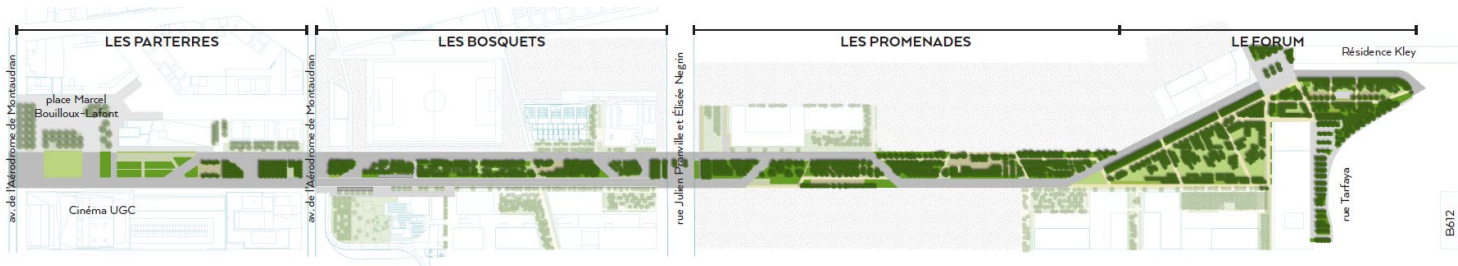 LES PARTERRES
LES BOSQUETS
LES PROMENADES
LE FORUM
Résidence Kley
av. de l'Aérodrome de Montaudran
place Marcel
Bouilloux-Lafont
av. de l'Aérodrome de Montaudran
rue Julien Pranville et Élisée Negrin
Cinéma UGC
rue Tarfaya
B612